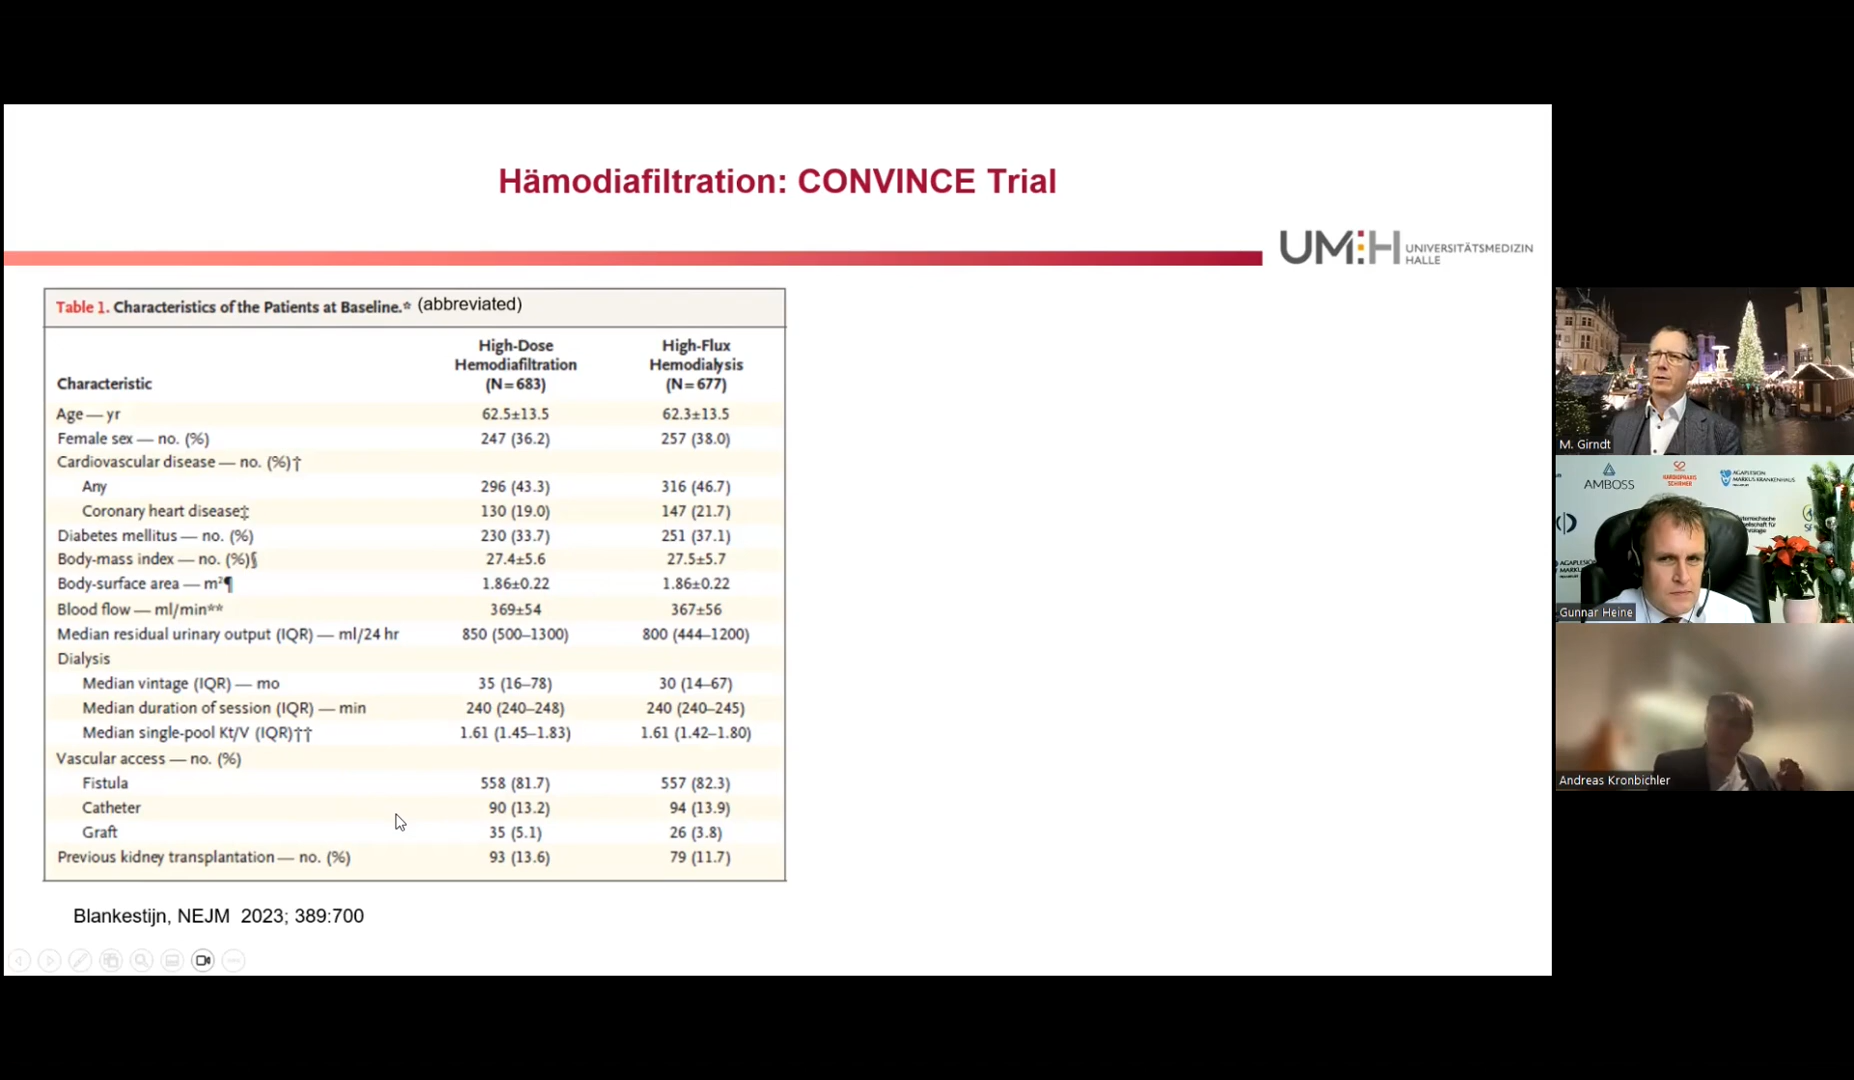 Hämodiafiltration: CONVINCE Trial
UM:H UNIVERSITÄTSMEDIZIN
HALLE
Table 1. Characteristics of the Patients at Baseline.* (abbreviated)
Characteristic High-Dose Hemodiafiltration (N=683) High-Flux Hemodialysis (N=677)
Age — yr 62.5±13.5 62.3±13.5
Female sex — no. (%) 247 (36.2) 257 (38.0)
Cardiovascular disease — no. (%)†
Any 296 (43.3) 316 (46.7)
Coronary heart disease‡ 130 (19.0) 147 (21.7)
Diabetes mellitus — no. (%) 230 (33.7) 251 (37.1)
Body-mass index — no. (%)§ 27.4±5.6 27.5±5.7
Body-surface area — m²¶ 1.86±0.22 1.86±0.22
Blood flow — ml/min** 369±54 367±56
Median residual urinary output (IQR) — ml/24 hr 850 (500–1300) 800 (444–1200)
Dialysis
Median vintage (IQR) — mo 35 (16–78) 30 (14–67)
Median duration of session (IQR) — min 240 (240–248) 240 (240–245)
Median single-pool Kt/V (IQR)†† 1.61 (1.45–1.83) 1.61 (1.42–1.80)
Vascular access — no. (%)
Fistula 558 (81.7) 557 (82.3)
Catheter 90 (13.2) 94 (13.9)
Graft 35 (5.1) 26 (3.8)
Previous kidney transplantation — no. (%) 93 (13.6) 79 (11.7)
Blankestijn, NEJM 2023; 389:700
M. Girndt
AMBOSS
AGAPLESION
MARKUS KRANKENHAUS
Gunnar Heine
Andreas Kronbichler